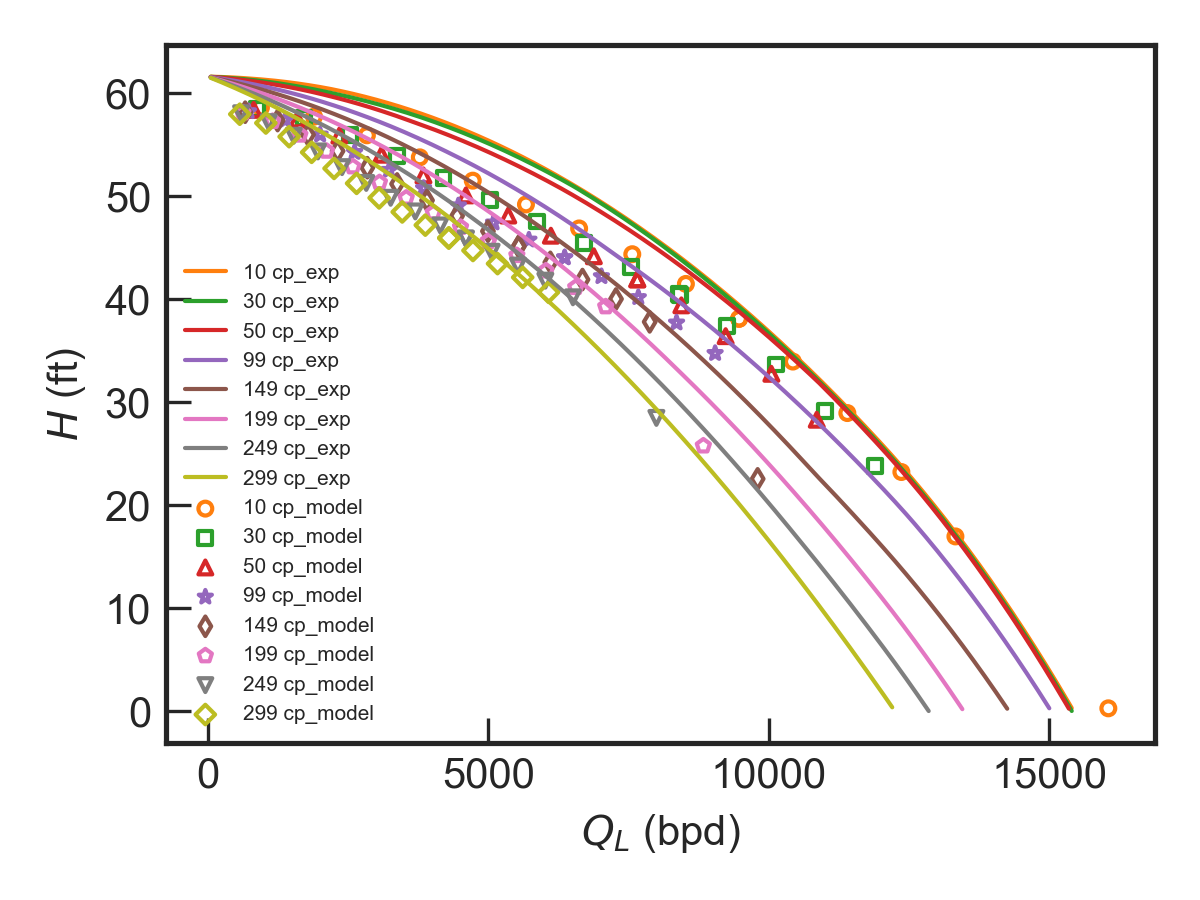 60
50
40
30
20
10
0
H (ft)
10 cp_exp
30 cp_exp
50 cp_exp
99 cp_exp
149 cp_exp
199 cp_exp
249 cp_exp
299 cp_exp
10 cp_model
30 cp_model
50 cp_model
99 cp_model
149 cp_model
199 cp_model
249 cp_model
299 cp_model
0 5000 10000 15000
Q_L (bpd)